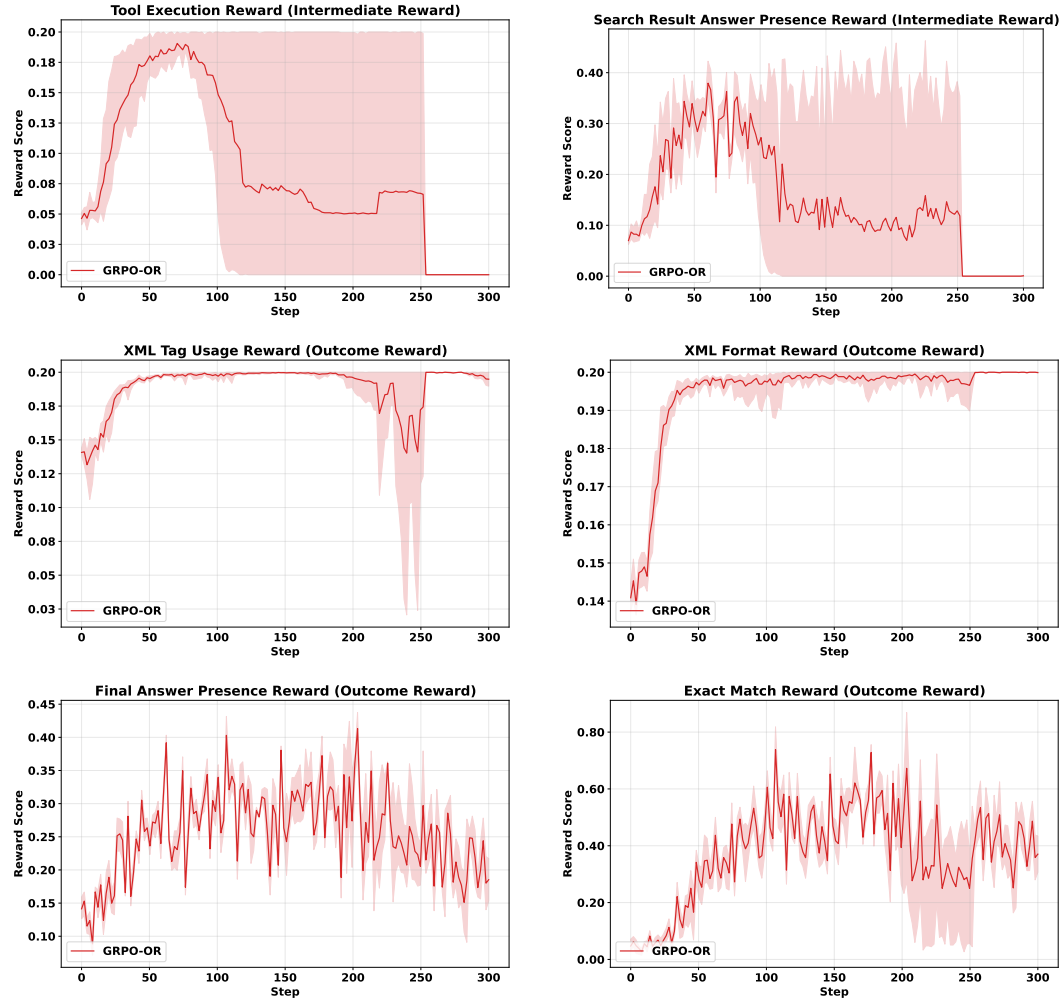 Tool Execution Reward (Intermediate Reward)
Reward Score
0.20
0.18
0.15
0.13
0.10
0.08
0.05
0.03
0.00
GRPO-OR
0 50 100 150 200 250 300
Step
Search Result Answer Presence Reward (Intermediate Reward)
Reward Score
0.40
0.30
0.20
0.10
0.00
GRPO-OR
0 50 100 150 200 250 300
Step
XML Tag Usage Reward (Outcome Reward)
Reward Score
0.20
0.18
0.15
0.12
0.10
0.08
0.05
0.03
GRPO-OR
0 50 100 150 200 250 300
Step
XML Format Reward (Outcome Reward)
Reward Score
0.20
0.19
0.18
0.17
0.16
0.15
0.14
GRPO-OR
0 50 100 150 200 250 300
Step
Final Answer Presence Reward (Outcome Reward)
Reward Score
0.45
0.40
0.35
0.30
0.25
0.20
0.15
0.10
GRPO-OR
0 50 100 150 200 250 300
Step
Exact Match Reward (Outcome Reward)
Reward Score
0.80
0.60
0.40
0.20
0.00
GRPO-OR
0 50 100 150 200 250 300
Step